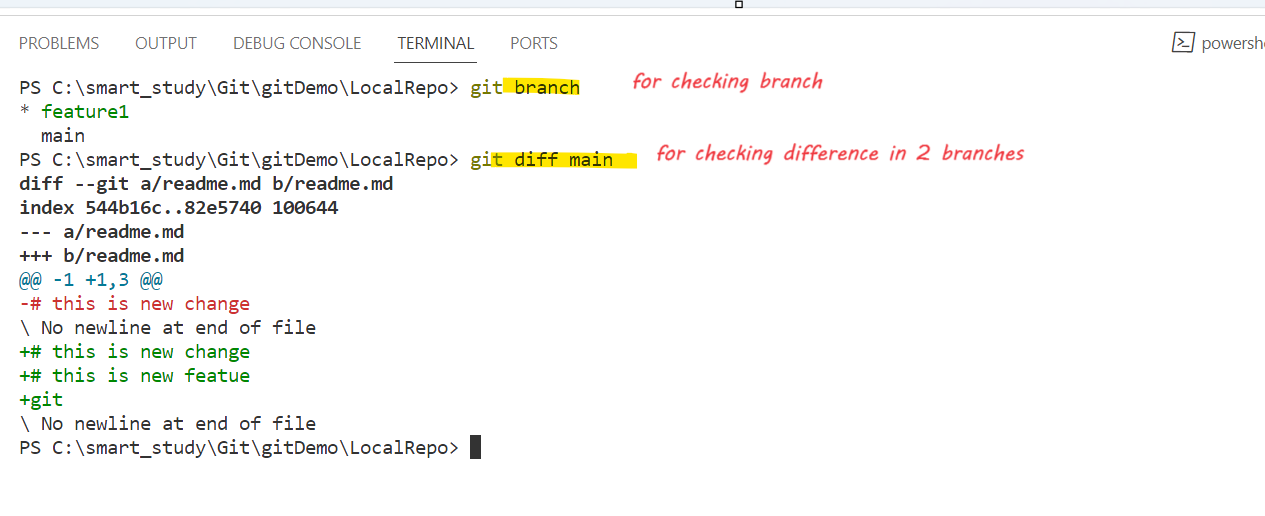 PROBLEMS OUTPUT DEBUG CONSOLE TERMINAL PORTS powersh
PS C:\smart_study\Git\gitDemo\LocalRepo> git branch for checking branch
* feature1
main
PS C:\smart_study\Git\gitDemo\LocalRepo> git diff main for checking difference in 2 branches
diff --git a/readme.md b/readme.md
index 544b16c..82e5740 100644
--- a/readme.md
+++ b/readme.md
@@ -1 +1,3 @@
-# this is new change
\ No newline at end of file
+# this is new change
+# this is new featue
+git
\ No newline at end of file
PS C:\smart_study\Git\gitDemo\LocalRepo>